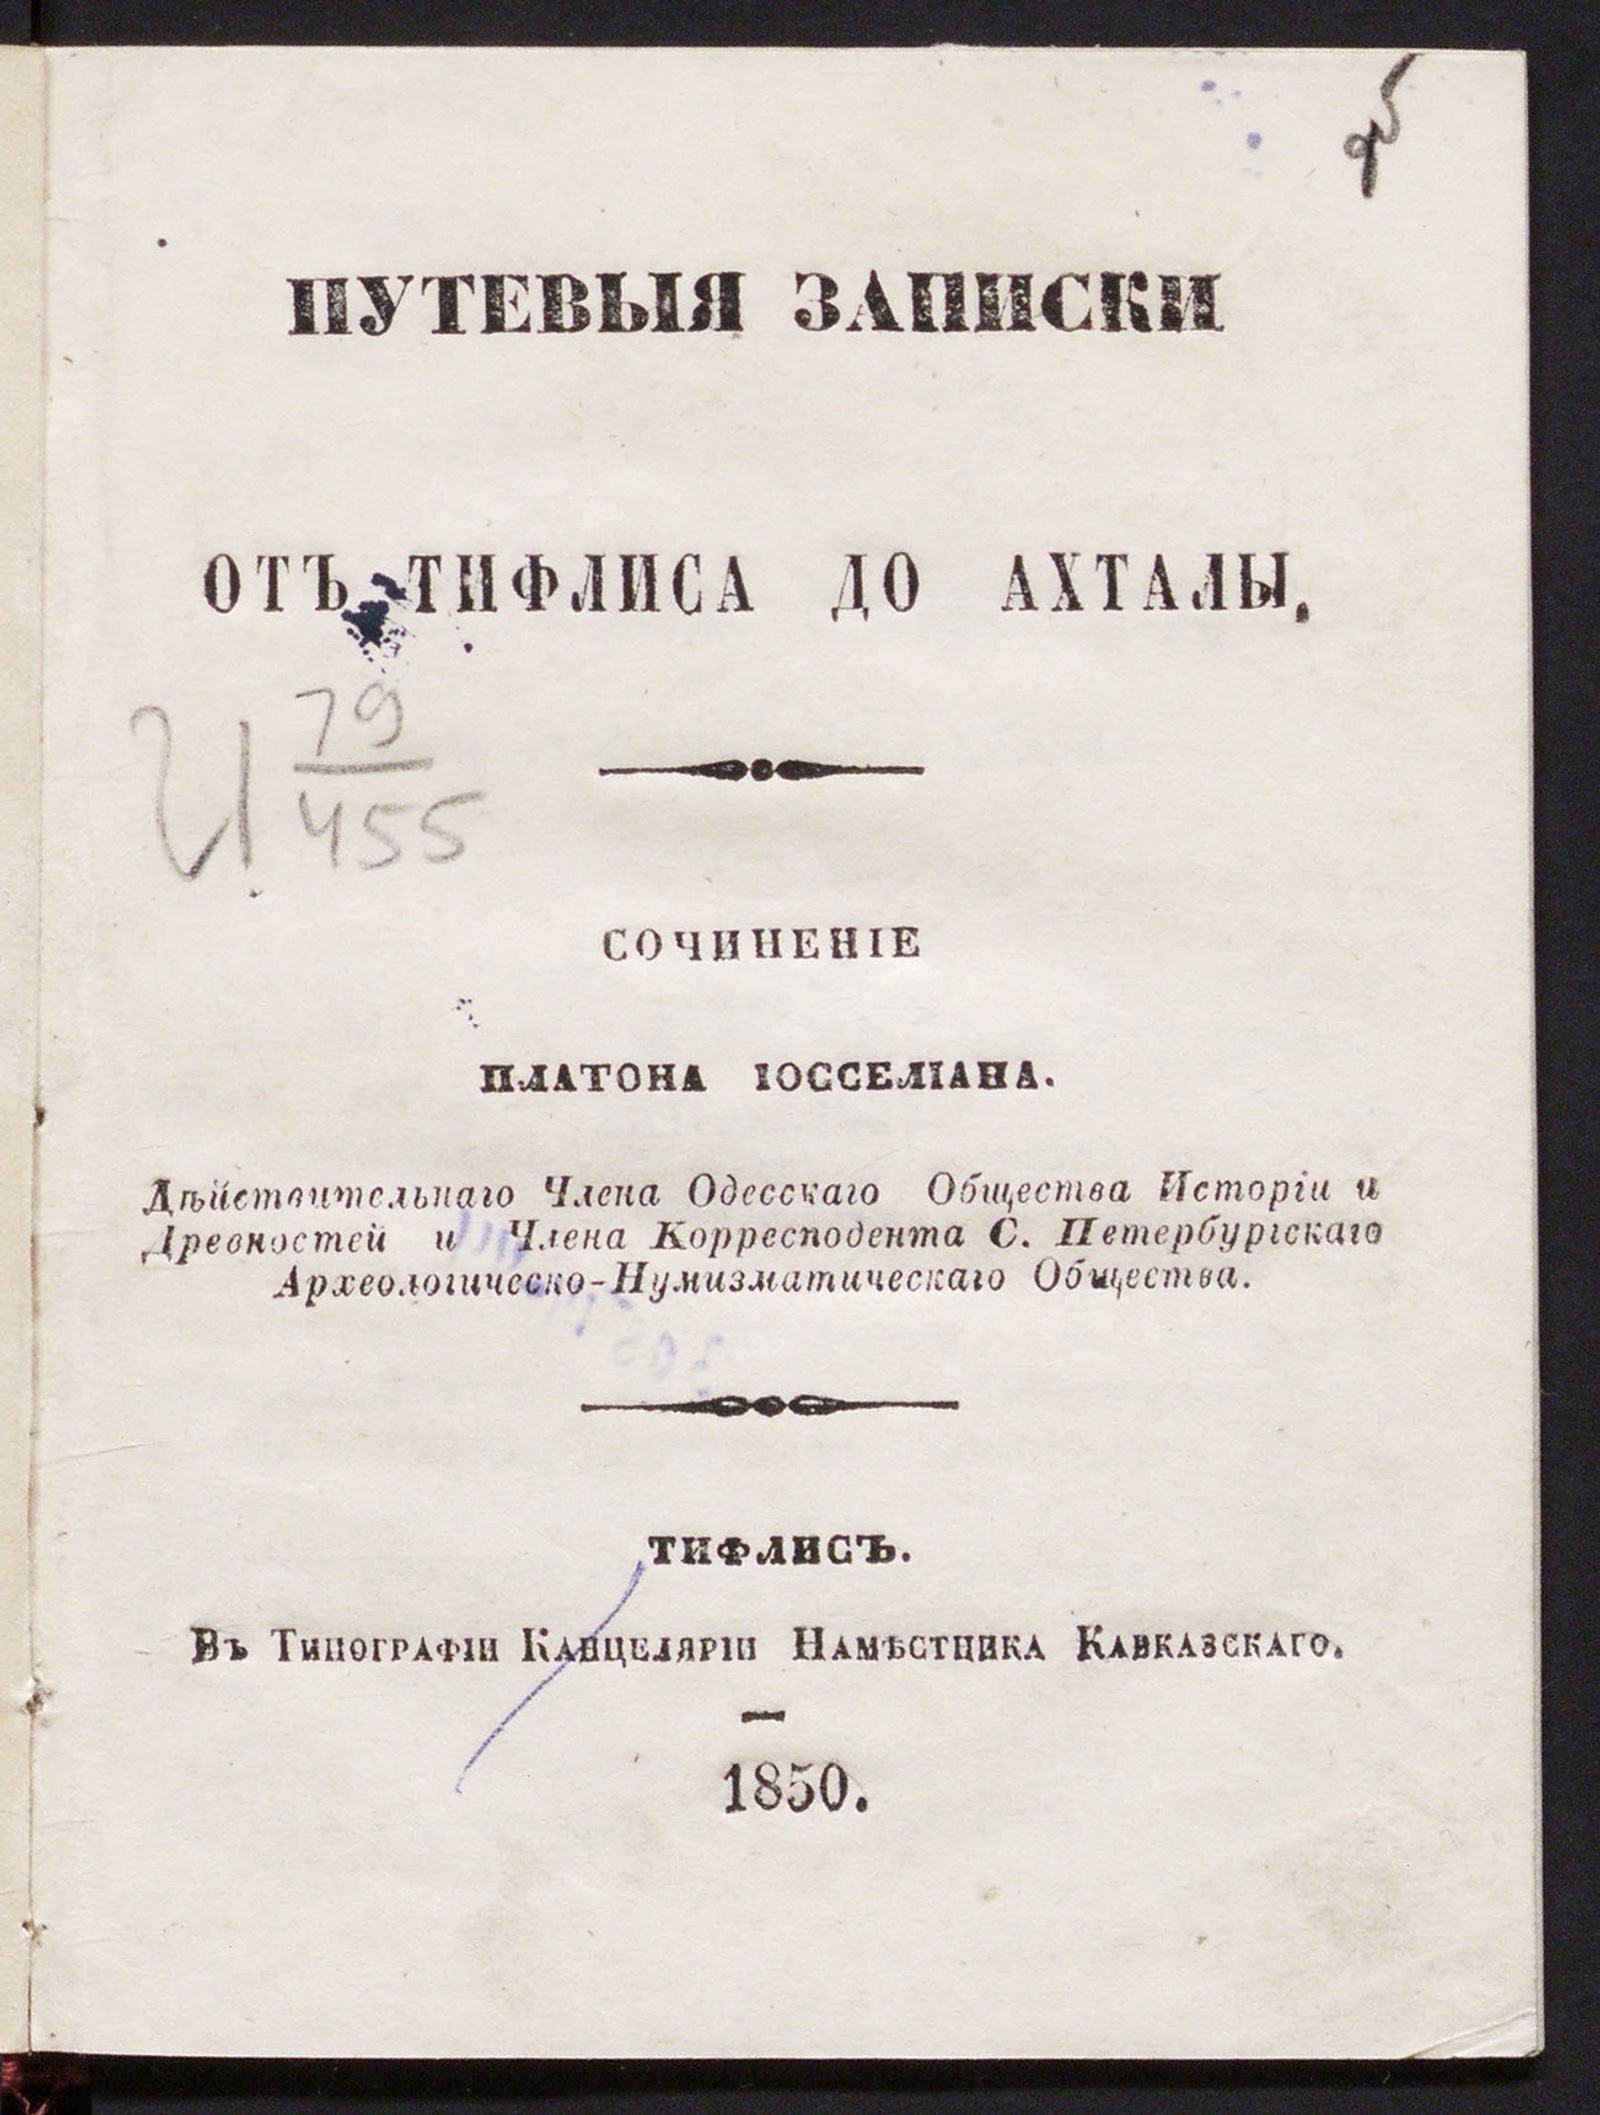 ПУТЕВЫЯ ЗАПИСКИ
ОТЪ ТИФЛИСА ДО АХТАЛЫ.
И 79
455
СОЧИНЕНІЕ
ПЛАТОНА ІОССЕЛІАНА.
Дѣйствительнаго Члена Одесскаго Общества Исторіи и
Древностей и Члена Корресподента С. Петербургскаго
Археологическо-Нумизматическаго Общества.
ТИФЛИСЪ.
Въ Типографіи Канцеляріи Намѣстника Кавказскаго.
1850.